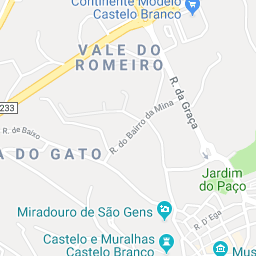 Continente Modelo
Castelo Branco
VALE DO
ROMEIRO
R. da Graça
233
R. do Bairro da Mina
R. de Baixo
A DO GATO
Jardim
do Paço
Miradouro de São Gens
R. D'Ega
Castelo e Muralhas
Castelo Branco
Mus